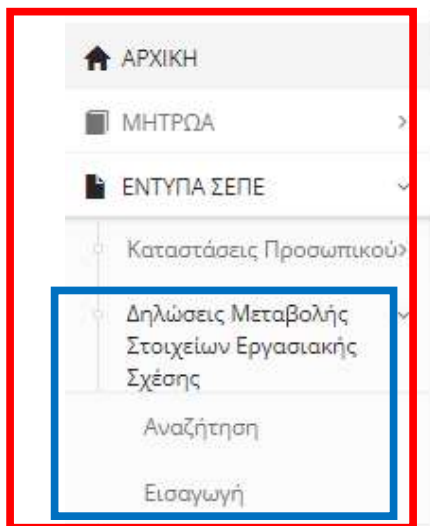 ΑΡΧΙΚΗ
ΜΗΤΡΩΑ
ΕΝΤΥΠΑ ΣΕΠΕ
Καταστάσεις Προσωπικού
Δηλώσεις Μεταβολής
Στοιχείων Εργασιακής
Σχέσης
Αναζήτηση
Εισαγωγή